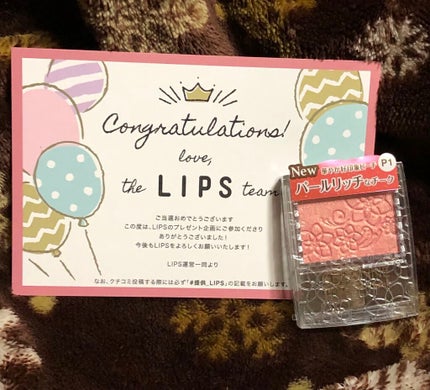 Congratulations!
love,
the LIPS team
ご当選おめでとうございます
この度は、LIPSのプレゼント企画にご参加くださり
ありがとうございました！
今後もLIPSをよろしくお願いいたします！
LIPS運営一同より
なお、クチコミ投稿する際には必ず「#提供_LIPS」の記載をお願いします。
New
P1
パールリッチなチーク